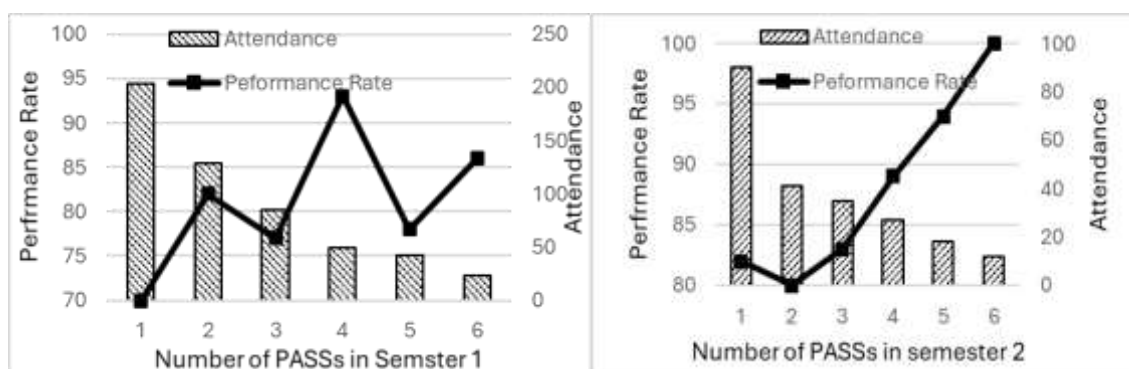 Attendance
Peformance Rate
Perfrmance Rate
100
95
90
85
80
75
70
250
200
150
100
50
0
Attendance
1 2 3 4 5 6
Number of PASSs in Semster 1
Attendance
Peformance Rate
Perfrmance Rate
100
95
90
85
80
100
80
60
40
20
0
Attendance
1 2 3 4 5 6
Number of PASSs in semester 2